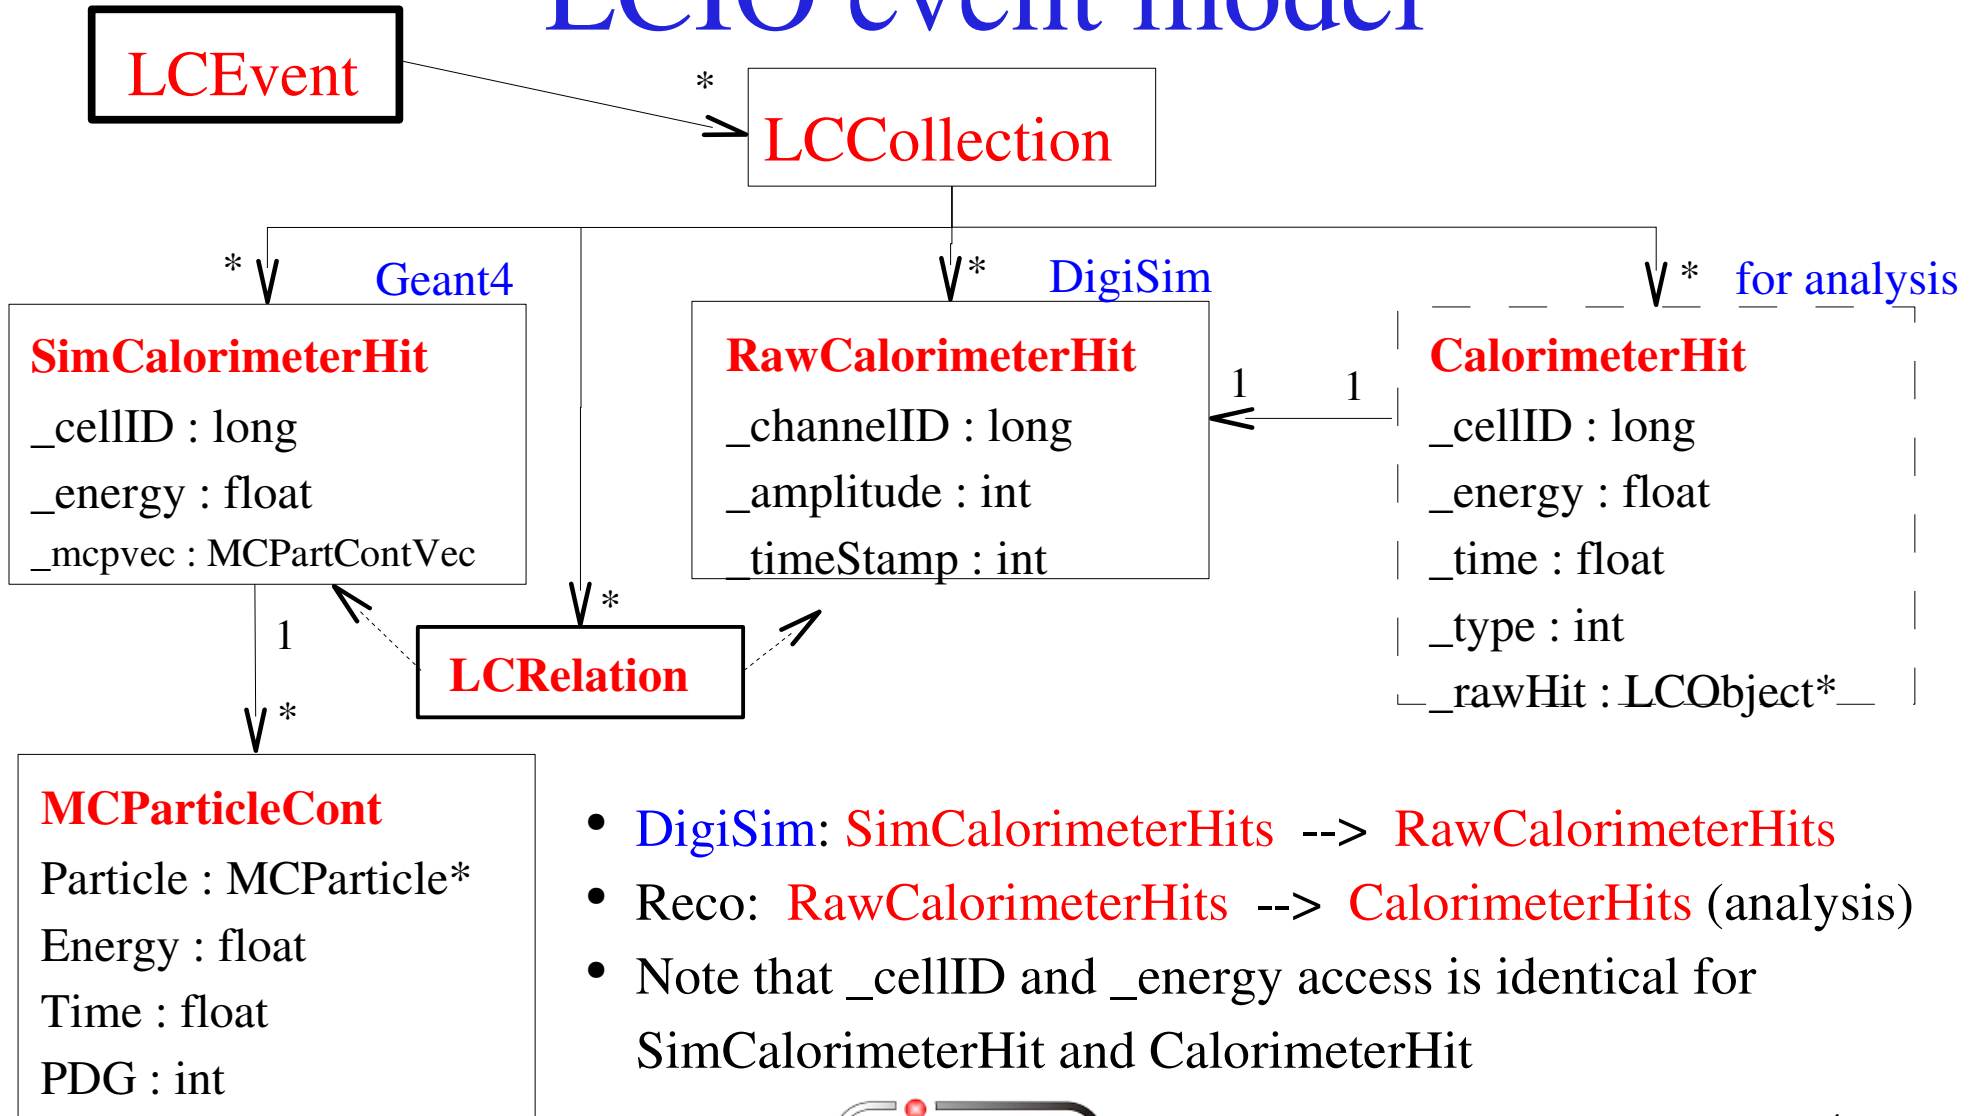 LCIO event model
LCEvent
*
LCCollection
*
Geant4
*
DigiSim
*
for analysis
SimCalorimeterHit
_cellID : long
_energy : float
_mcpvec : MCPartContVec
RawCalorimeterHit
_channelID : long
_amplitude : int
_timeStamp : int
1
1
CalorimeterHit
_cellID : long
_energy : float
_time : float
_type : int
_rawHit : LCObject*
1
*
*
LCRelation
MCParticleCont
Particle : MCParticle*
Energy : float
Time : float
PDG : int
• DigiSim: SimCalorimeterHits --> RawCalorimeterHits
• Reco: RawCalorimeterHits --> CalorimeterHits (analysis)
• Note that _cellID and _energy access is identical for
SimCalorimeterHit and CalorimeterHit